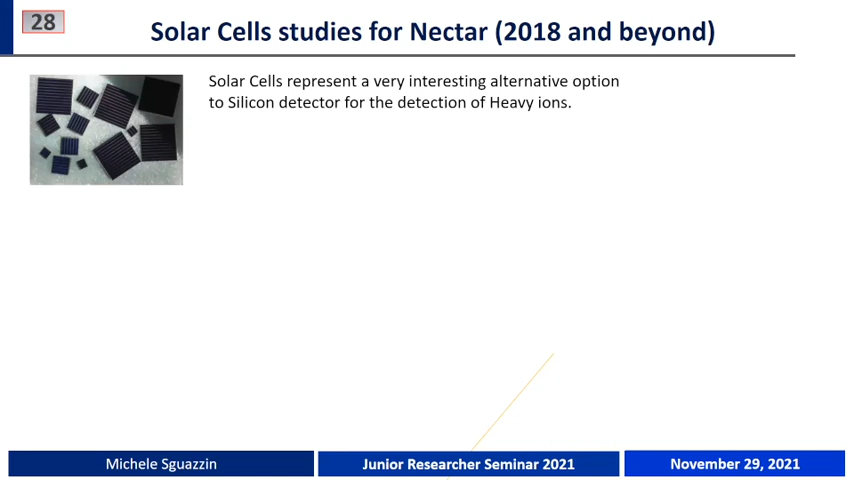 28
Solar Cells studies for Nectar (2018 and beyond)
Solar Cells represent a very interesting alternative option
to Silicon detector for the detection of Heavy ions.
Michele Sguazzin
Junior Researcher Seminar 2021
November 29, 2021